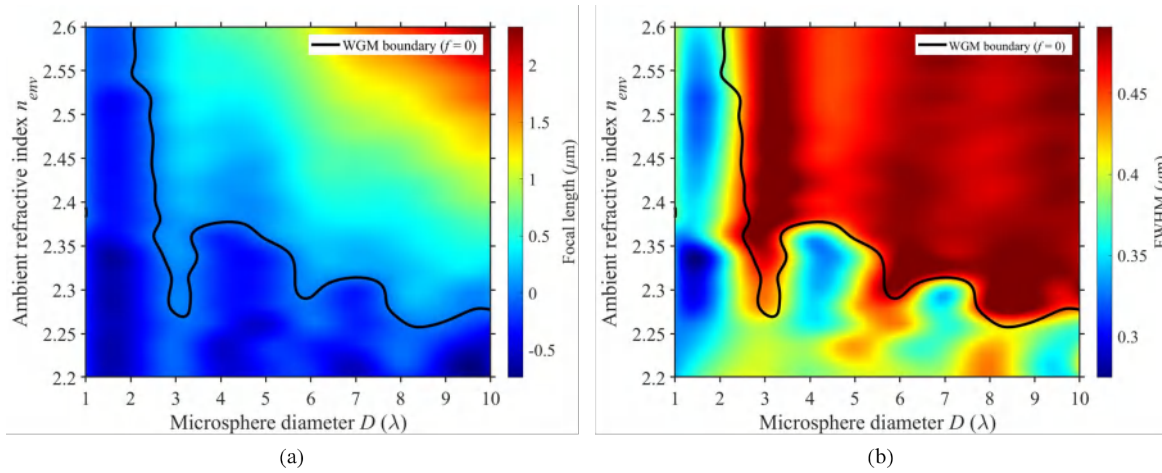 2.6
2.55
2.5
2.45
2.4
2.35
2.3
2.25
2.2
1 2 3 4 5 6 7 8 9 10
Ambient refractive index n_env
Microsphere diameter D (λ)
WGM boundary (f = 0)
2
1.5
1
0.5
0
-0.5
Focal length (μm)
(a)
2.6
2.55
2.5
2.45
2.4
2.35
2.3
2.25
2.2
1 2 3 4 5 6 7 8 9 10
Ambient refractive index n_env
Microsphere diameter D (λ)
WGM boundary (f = 0)
0.45
0.4
0.35
0.3
FWHM (μm)
(b)